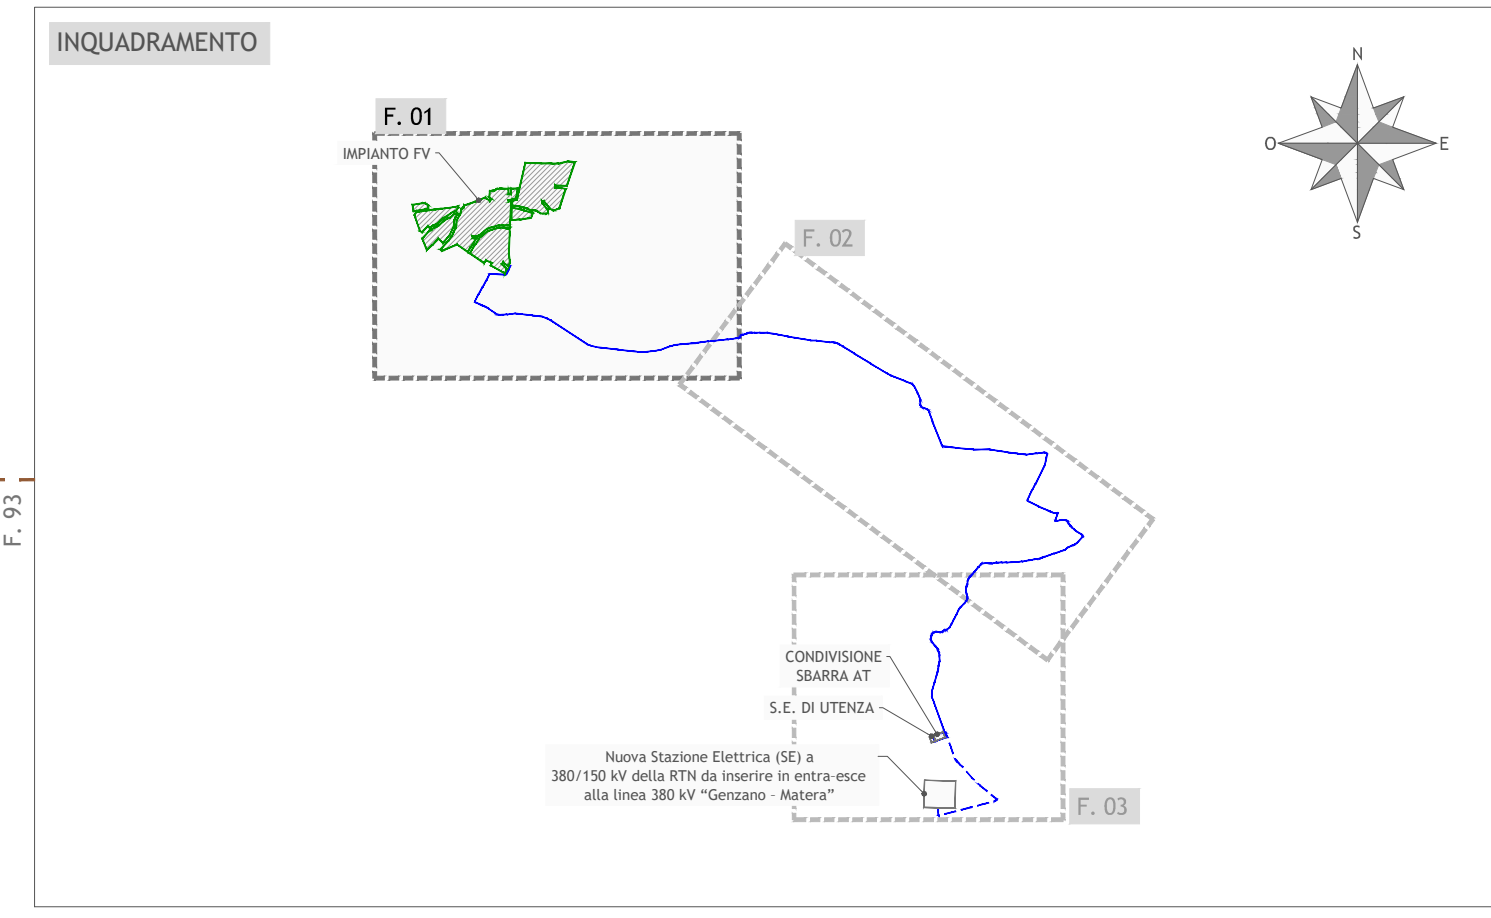 INQUADRAMENTO
N
O
E
S
F. 01
IMPIANTO FV
F. 02
F. 93
CONDIVISIONE
SBARRA AT
S.E. DI UTENZA
Nuova Stazione Elettrica (SE) a
380/150 kV della RTN da inserire in entra-esce
alla linea 380 kV “Genzano - Matera”
F. 03